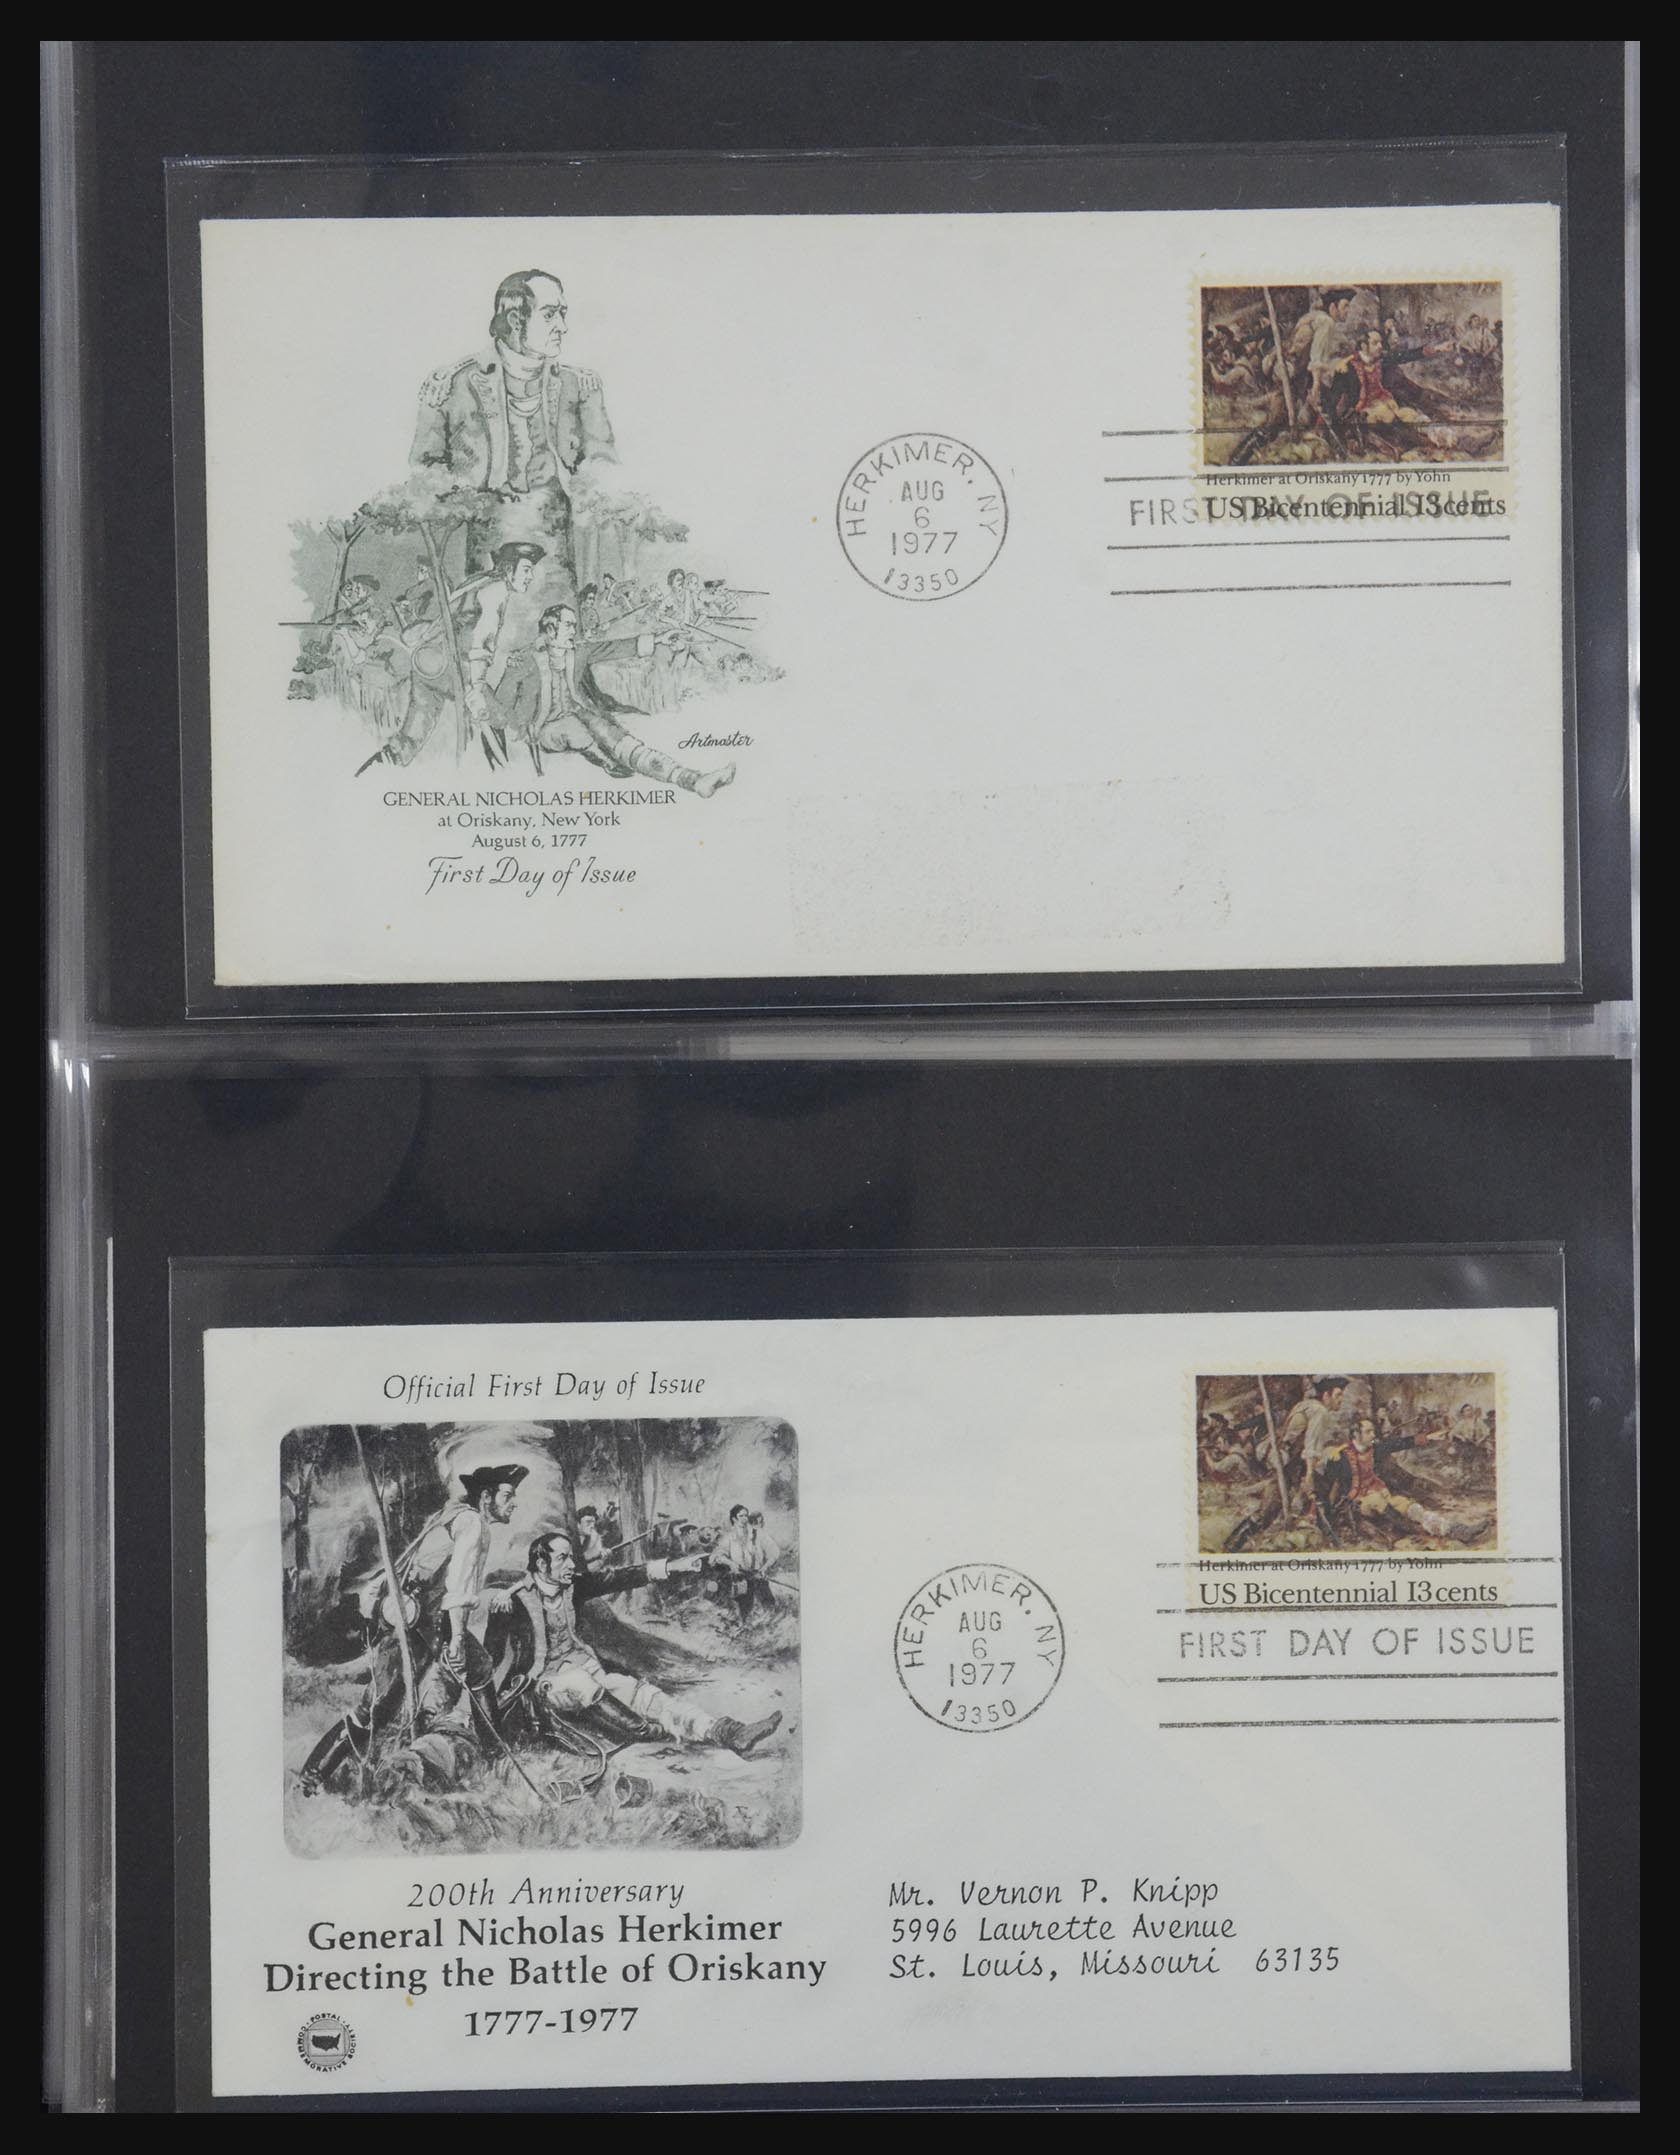 HERKIMER, NY
AUG
6
1977
13350
Herkimer at Oriskany 1777 by Yohn
US Bicentennial 13cents
FIRST DAY OF ISSUE
Artmaster
GENERAL NICHOLAS HERKIMER
at Oriskany, New York
August 6, 1777
First Day of Issue
Official First Day of Issue
Herkimer at Oriskany 1777 by Yohn
US Bicentennial 13cents
FIRST DAY OF ISSUE
HERKIMER, NY
AUG
6
1977
13350
200th Anniversary
General Nicholas Herkimer
Directing the Battle of Oriskany
1777-1977
POSTAL COMMEMORATIVE SOCIETY
Mr. Vernon P. Knipp
5996 Laurette Avenue
St. Louis, Missouri 63135